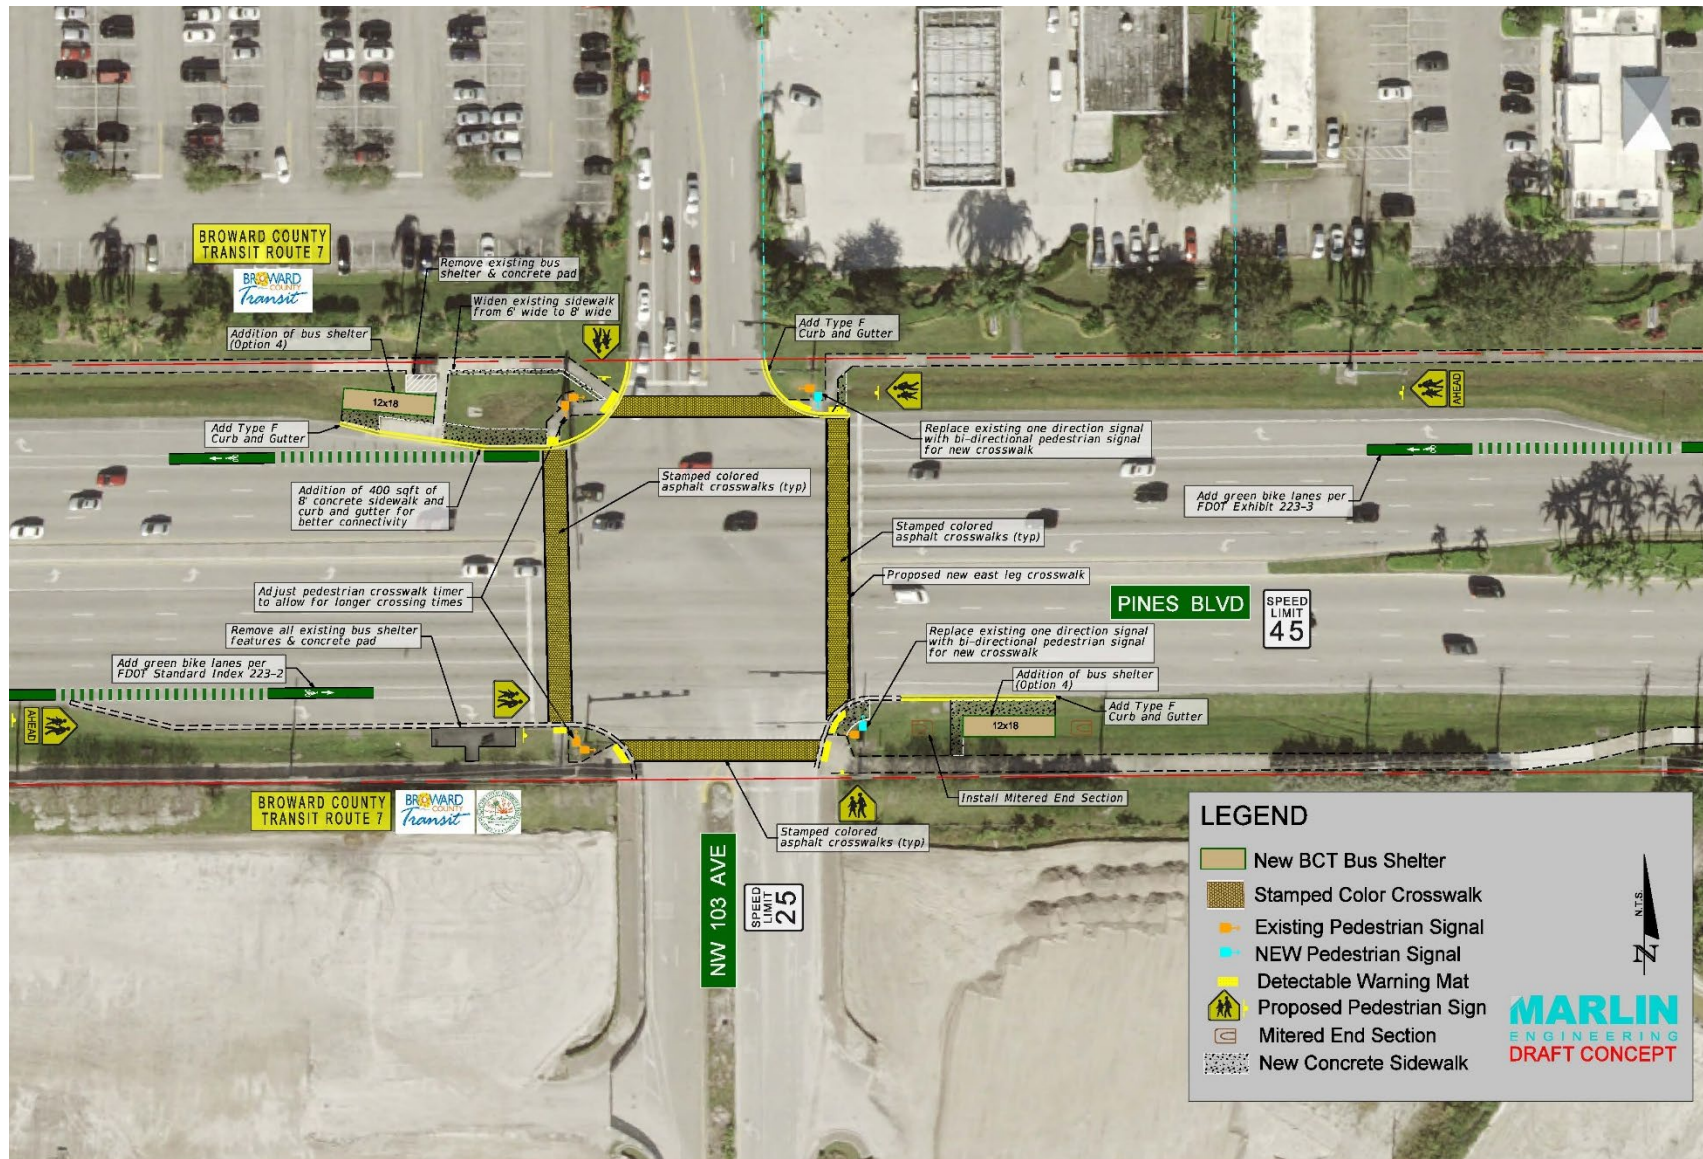 BROWARD COUNTY
TRANSIT ROUTE 7
BROWARD
COUNTY
Transit
Remove existing bus
shelter & concrete pad
Widen existing sidewalk
from 6' wide to 8' wide
Addition of bus shelter
(Option 4)
12x18
Add Type F
Curb and Gutter
Add Type F
Curb and Gutter
AHEAD
Replace existing one direction signal
with bi-directional pedestrian signal
for new crosswalk
Stamped colored
asphalt crosswalks (typ)
Addition of 400 sqft of
8' concrete sidewalk and
curb and gutter for
better connectivity
Add green bike lanes per
FDOT Exhibit 223-3
Stamped colored
asphalt crosswalks (typ)
Proposed new east leg crosswalk
Adjust pedestrian crosswalk timer
to allow for longer crossing times
PINES BLVD
SPEED
LIMIT
45
Remove all existing bus shelter
features & concrete pad
Replace existing one direction signal
with bi-directional pedestrian signal
for new crosswalk
Add green bike lanes per
FDOT Standard Index 223-2
Addition of bus shelter
(Option 4)
Add Type F
Curb and Gutter
12x18
AHEAD
Install Mitered End Section
BROWARD COUNTY
TRANSIT ROUTE 7
BROWARD
COUNTY
Transit
Stamped colored
asphalt crosswalks (typ)
NW 103 AVE
SPEED
LIMIT
25
LEGEND
New BCT Bus Shelter
Stamped Color Crosswalk
Existing Pedestrian Signal
NEW Pedestrian Signal
Detectable Warning Mat
Proposed Pedestrian Sign
Mitered End Section
New Concrete Sidewalk
N.T.S.
N
MARLIN
ENGINEERING
DRAFT CONCEPT